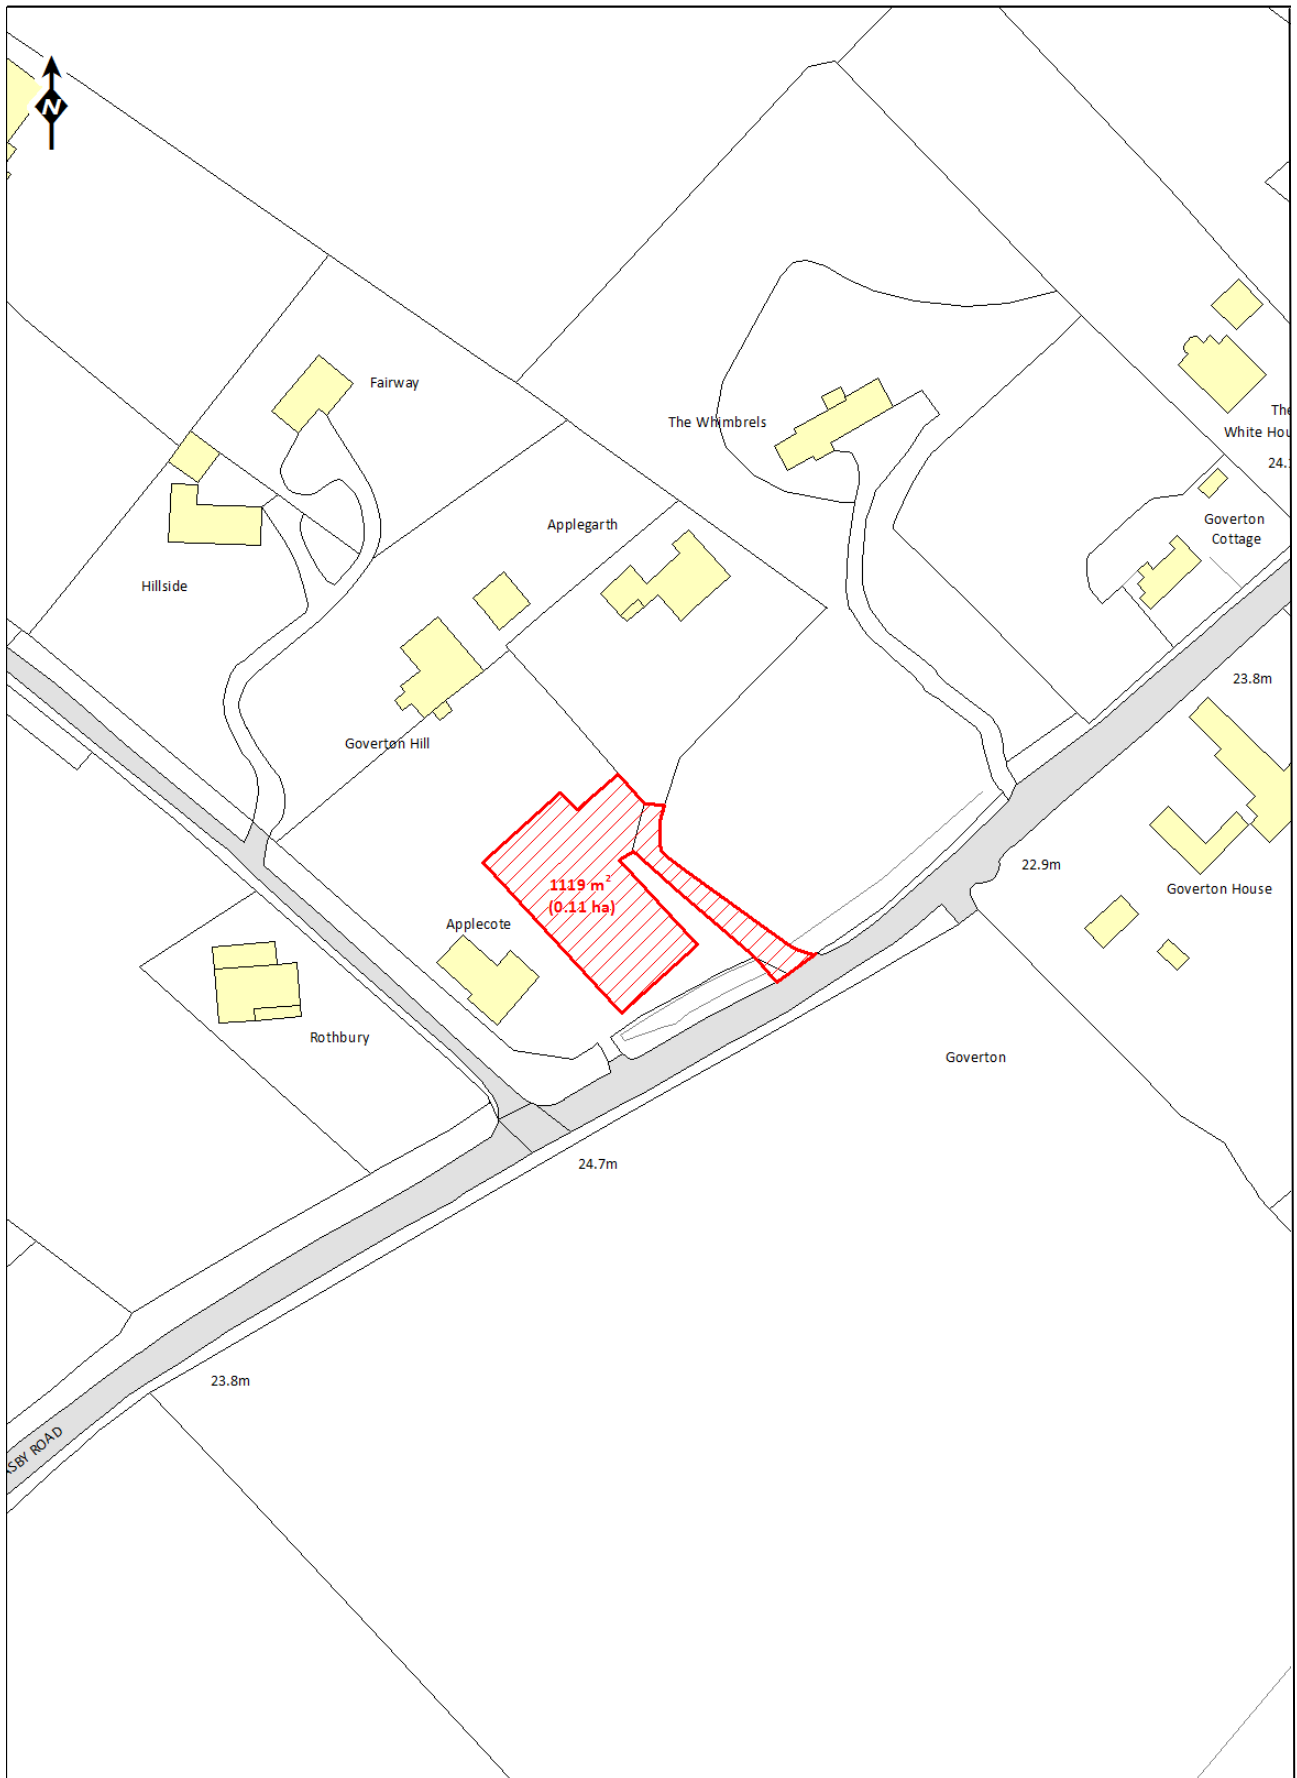 N
Fairway
The Whimbrels
The
White Hou
24.
Goverton
Cottage
Applegarth
Hillside
23.8m
Goverton Hill
22.9m
1119 m²
(0.11 ha)
Goverton House
Applecote
Rothbury
Goverton
24.7m
23.8m
SBY ROAD